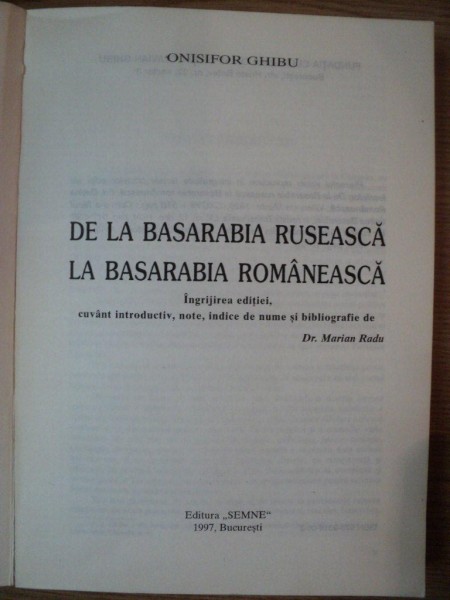 ONISIFOR GHIBU
DE LA BASARABIA RUSEASCĂ
LA BASARABIA ROMÂNEASCĂ
Îngrijirea ediției,
cuvânt introductiv, note, indice de nume și bibliografie de
Dr. Marian Radu
Editura „SEMNE”
1997, București